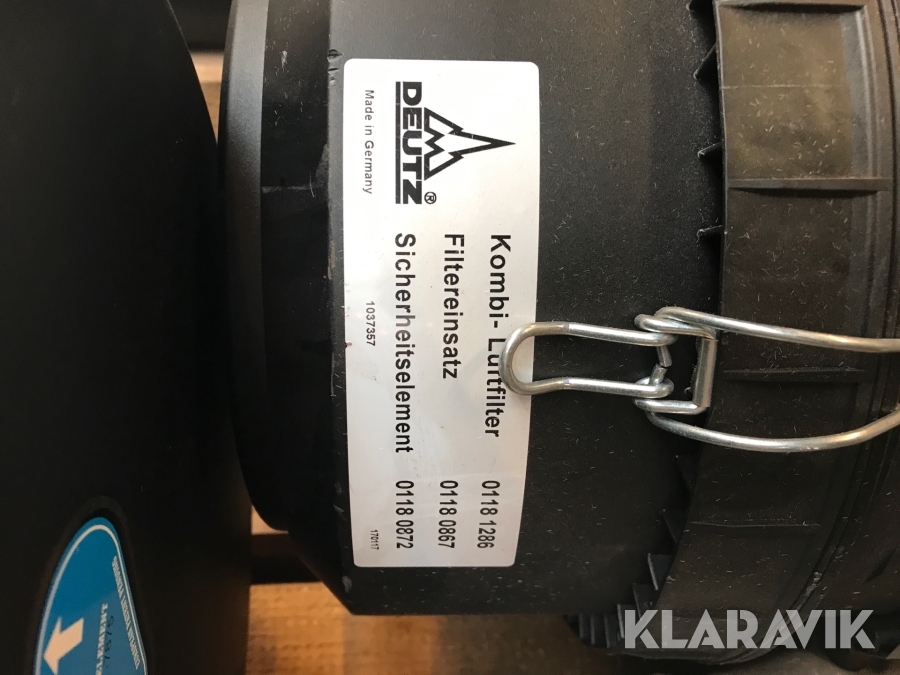 DEUTZ®
Made in Germany
Kombi- Luftfilter 0118 1286
Filtereinsatz 0118 0867
Sicherheitselement 0118 0872
1037357
170117
KLARAVIK